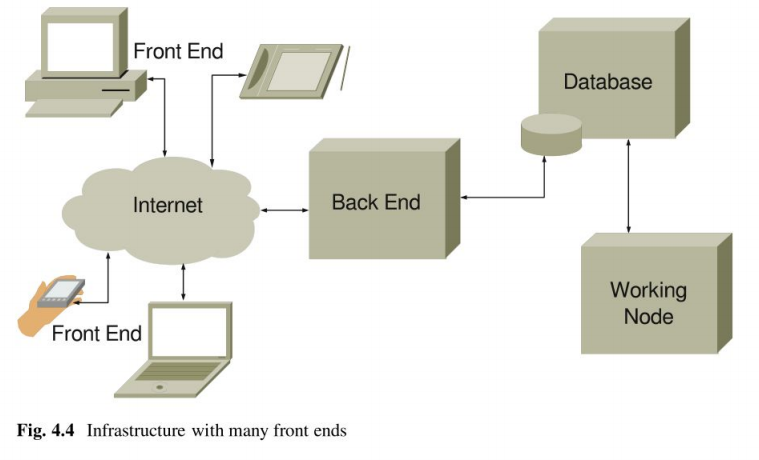 Front End
Database
Internet
Back End
Working
Node
Front End
Fig. 4.4 Infrastructure with many front ends